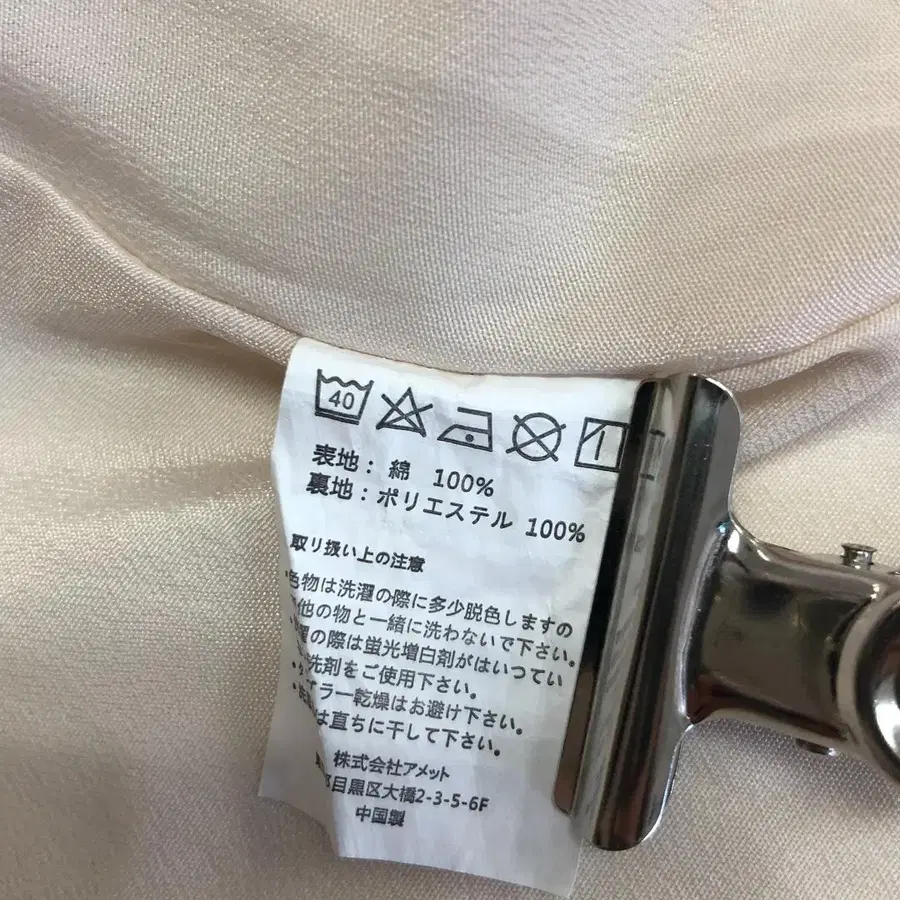 40
表地： 綿 100%
裏地：ポリエステル 100%
取り扱い上の注意
・色物は洗濯の際に多少脱色しますの
他の物と一緒に洗わないで下さい。
の際は蛍光増白剤がはいってい
洗剤をご使用下さい。
ラー乾燥はお避け下さい。
は直ちに干して下さい。
株式会社アメット
目黒区大橋2-3-5-6F
中国製